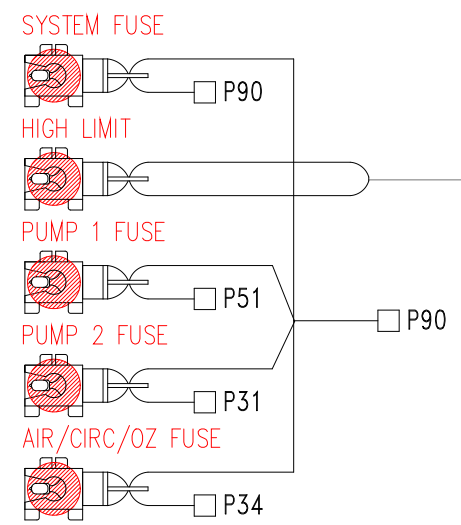 SYSTEM FUSE
P90
HIGH LIMIT
PUMP 1 FUSE
P51
P90
PUMP 2 FUSE
P31
AIR/CIRC/OZ FUSE
P34